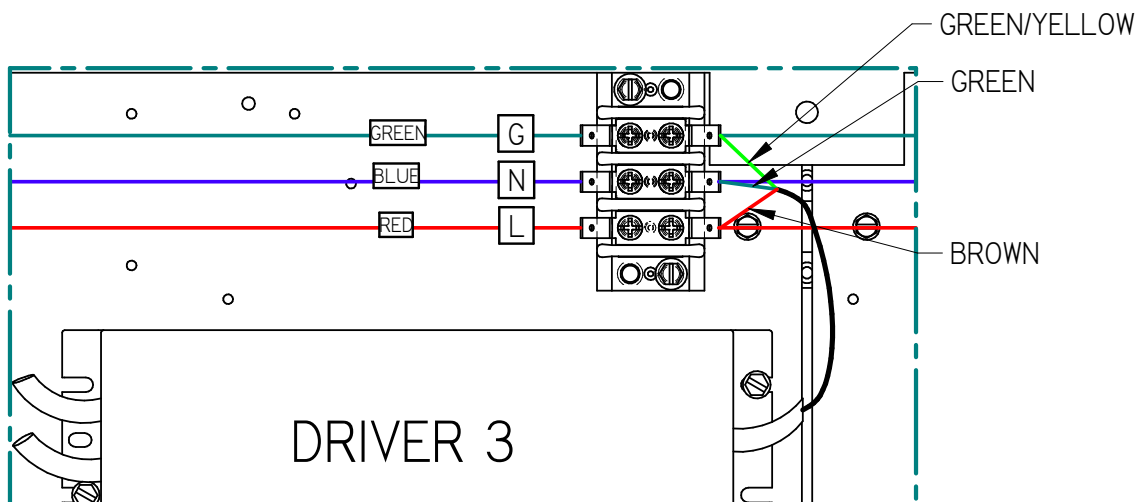 GREEN/YELLOW
GREEN
GREEN G
BLUE N
RED L
BROWN
DRIVER 3